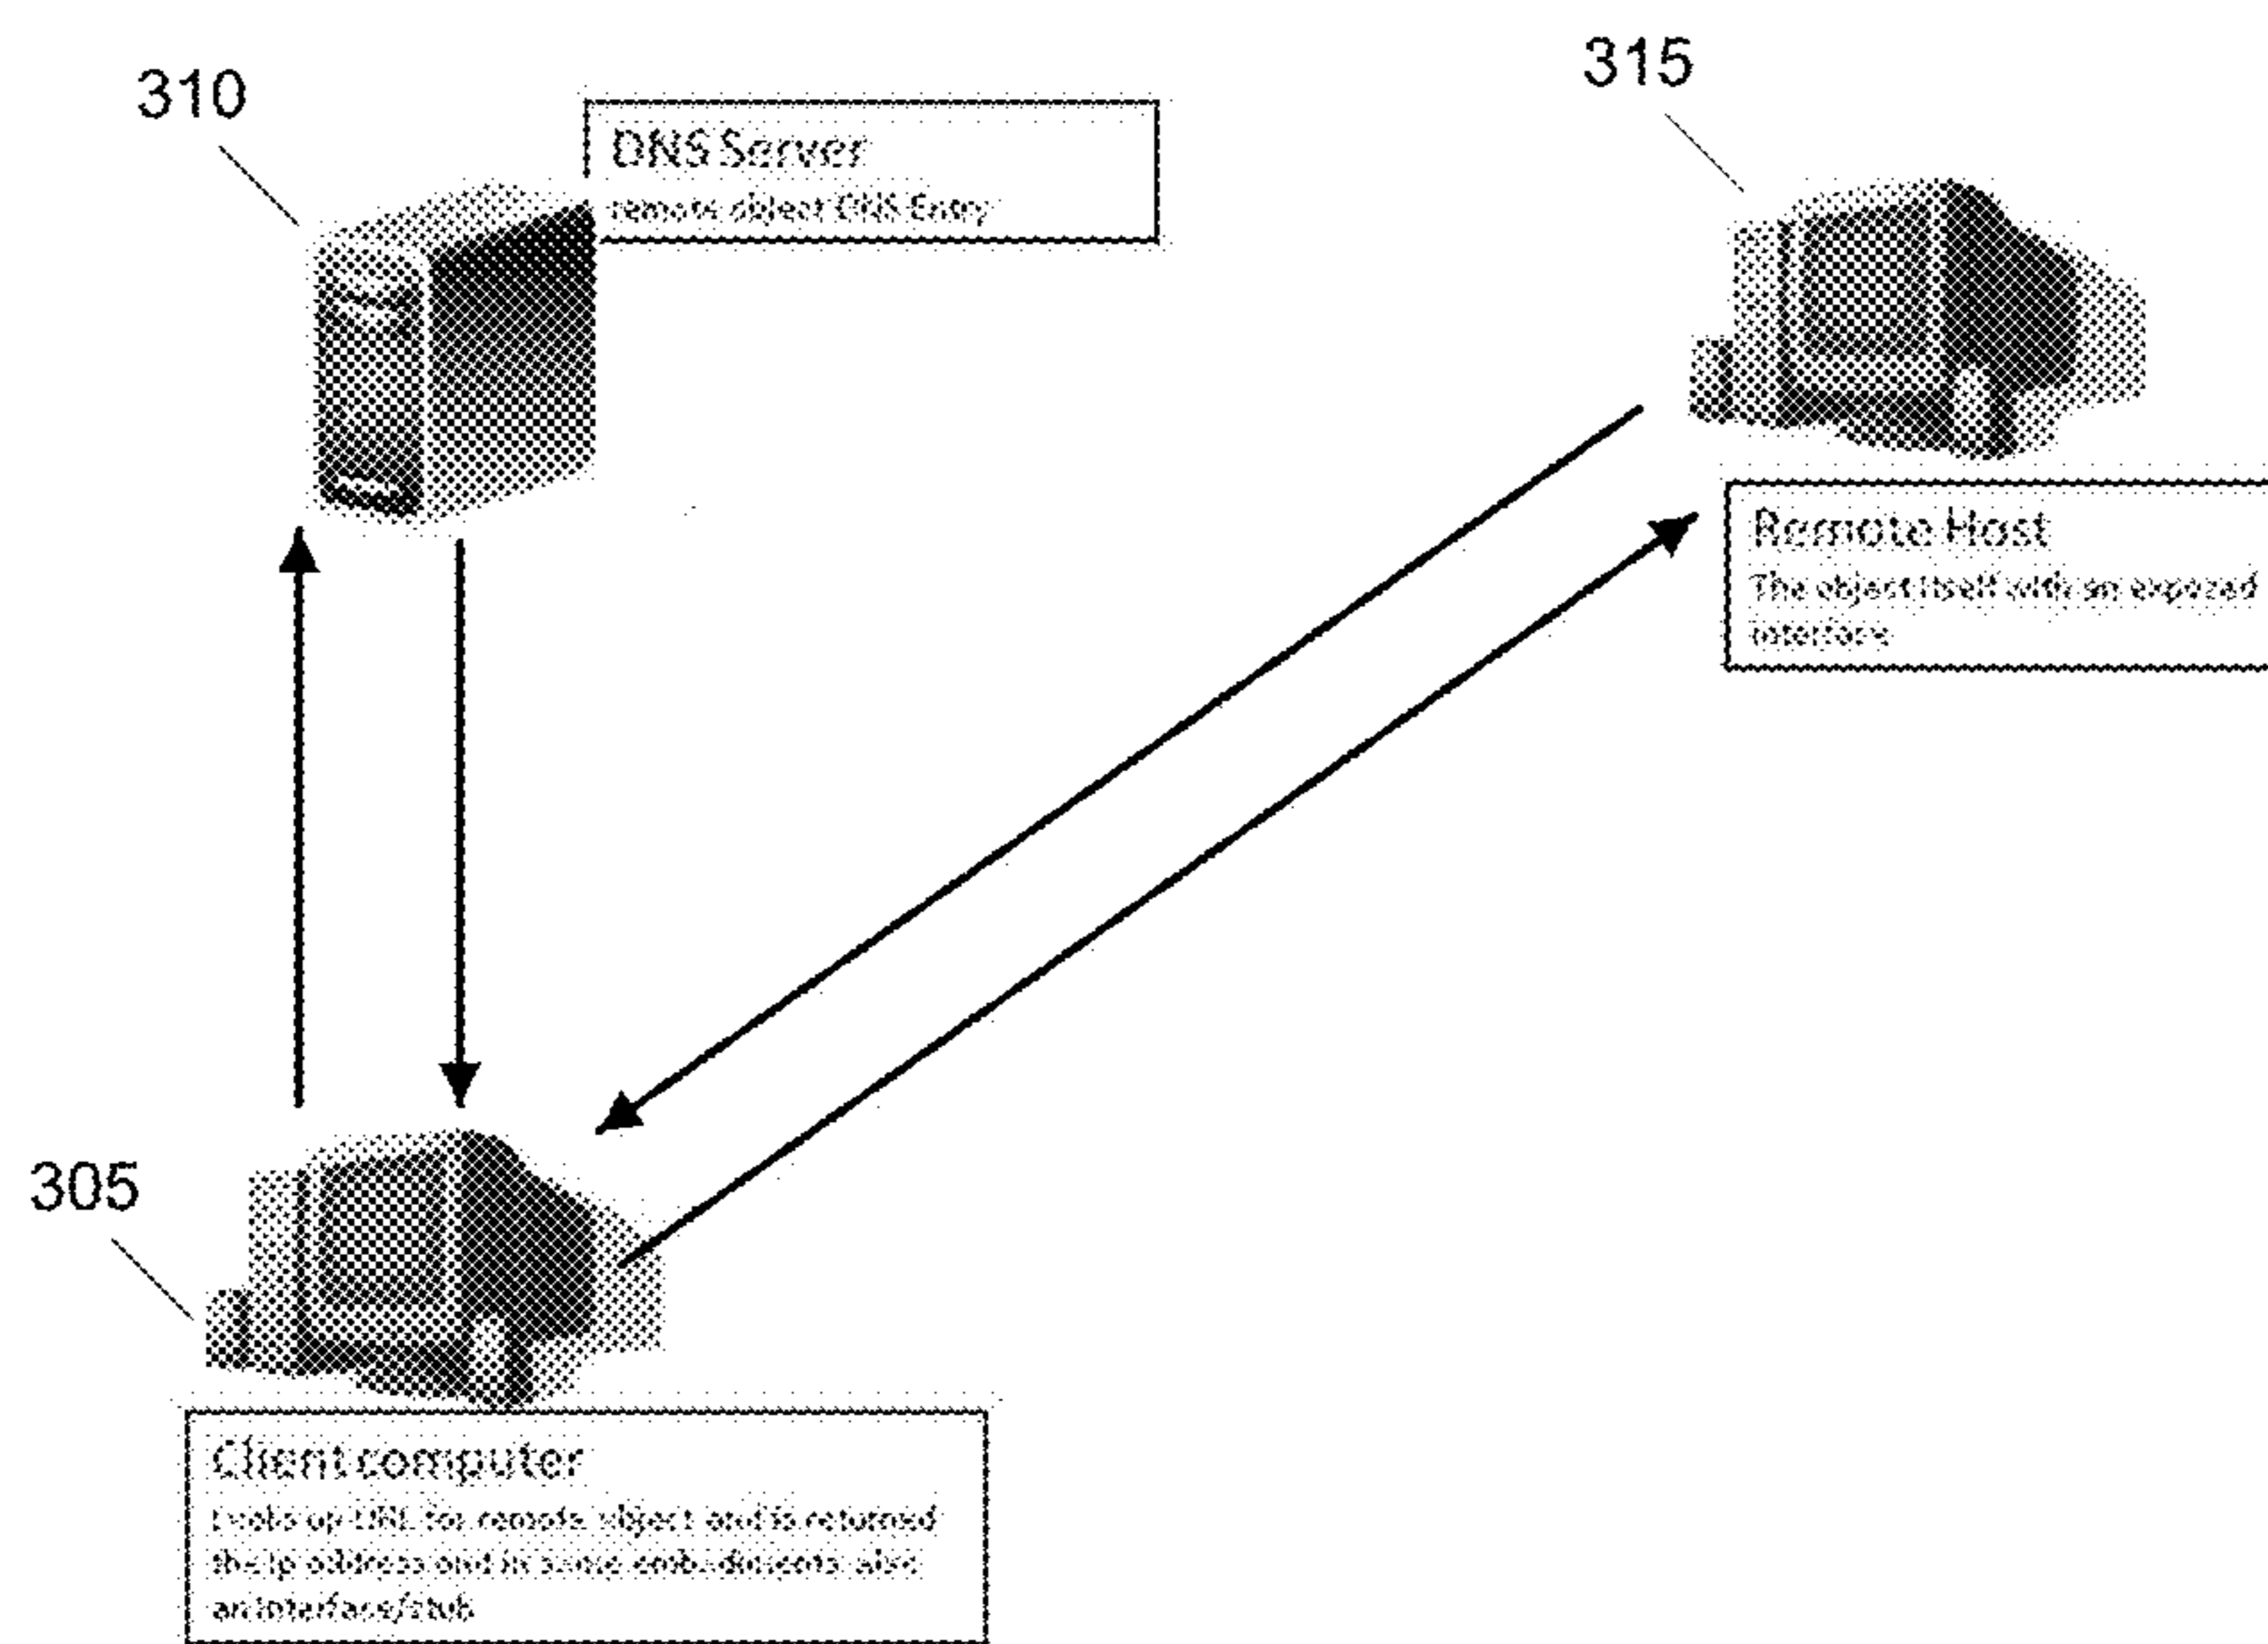 310
DNS Server
remote object DNS Entry
315
Remote Host
The object itself with an exposed
interface
305
Client computer
Looks up URL for remote object and is returned
the ip address and in some embodiments also
an interface/stub